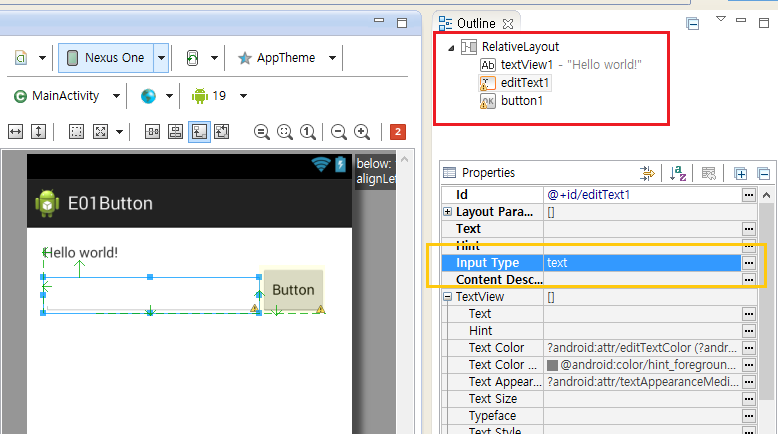 Nexus One
AppTheme
MainActivity
19
2
below:
alignLe
E01Button
Hello world!
Button
Outline
RelativeLayout
Ab textView1 - "Hello world!"
editText1
OK button1
Properties
Id @+id/editText1
Layout Para... []
Text
Hint
Input Type text
Content Desc...
TextView []
Text
Hint
Text Color ?android:attr/editTextColor (?andr...
Text Color ... @android:color/hint_foregroun...
Text Appear... ?android:attr/textAppearanceMedi...
Text Size
Typeface
Text Style